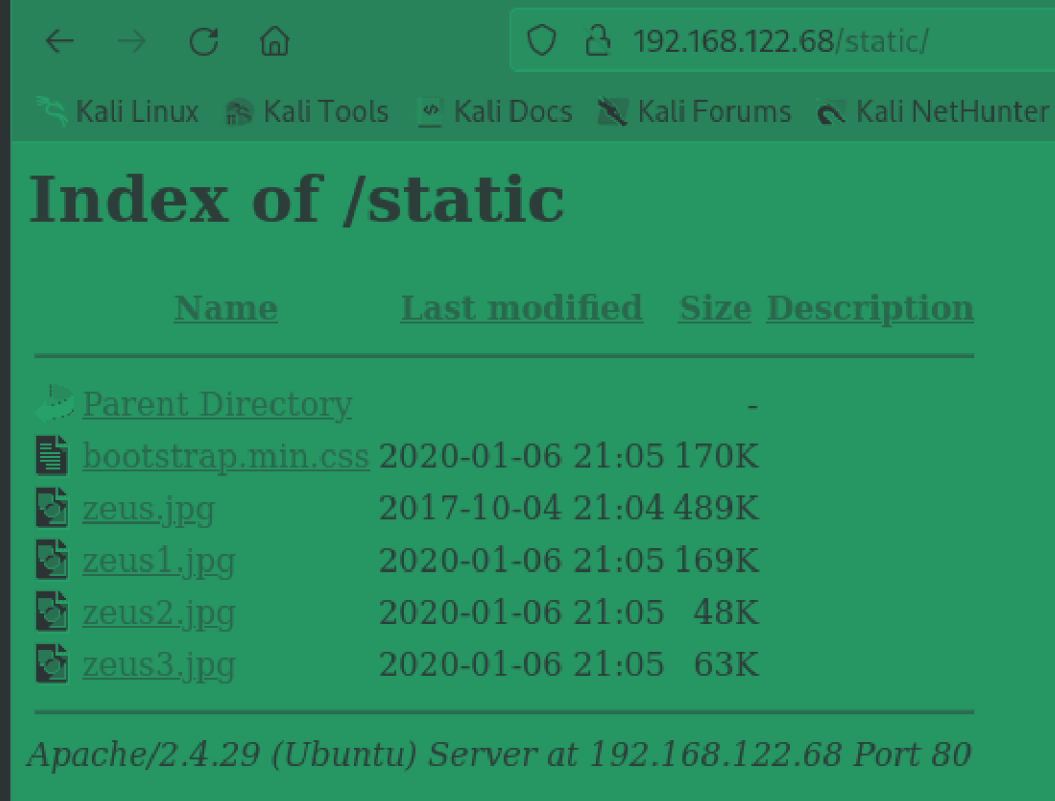 192.168.122.68/static/
Kali Linux Kali Tools Kali Docs Kali Forums Kali NetHunter
Index of /static
Name Last modified Size Description
Parent Directory -
bootstrap.min.css 2020-01-06 21:05 170K
zeus.jpg 2017-10-04 21:04 489K
zeus1.jpg 2020-01-06 21:05 169K
zeus2.jpg 2020-01-06 21:05 48K
zeus3.jpg 2020-01-06 21:05 63K
Apache/2.4.29 (Ubuntu) Server at 192.168.122.68 Port 80